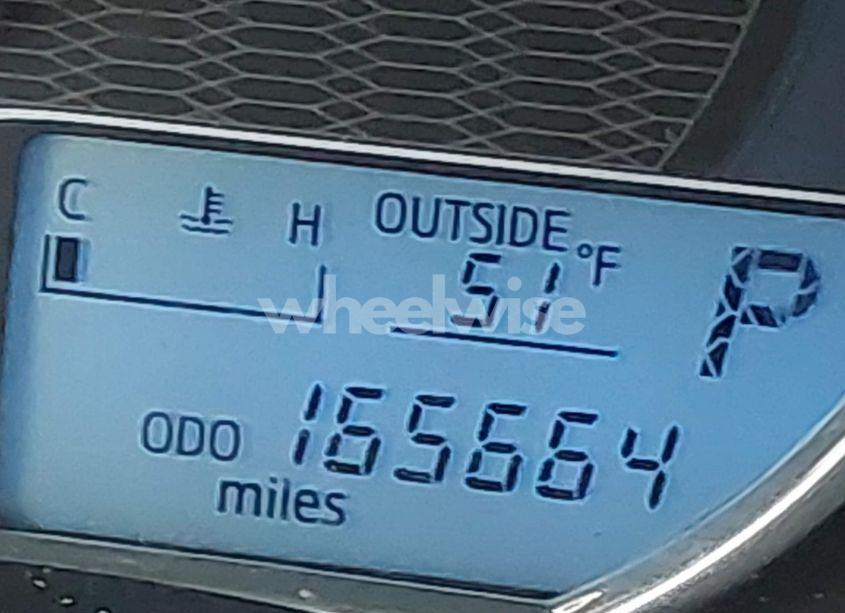 C H OUTSIDE
51 °F
P
wheelwise
ODO 165664
miles